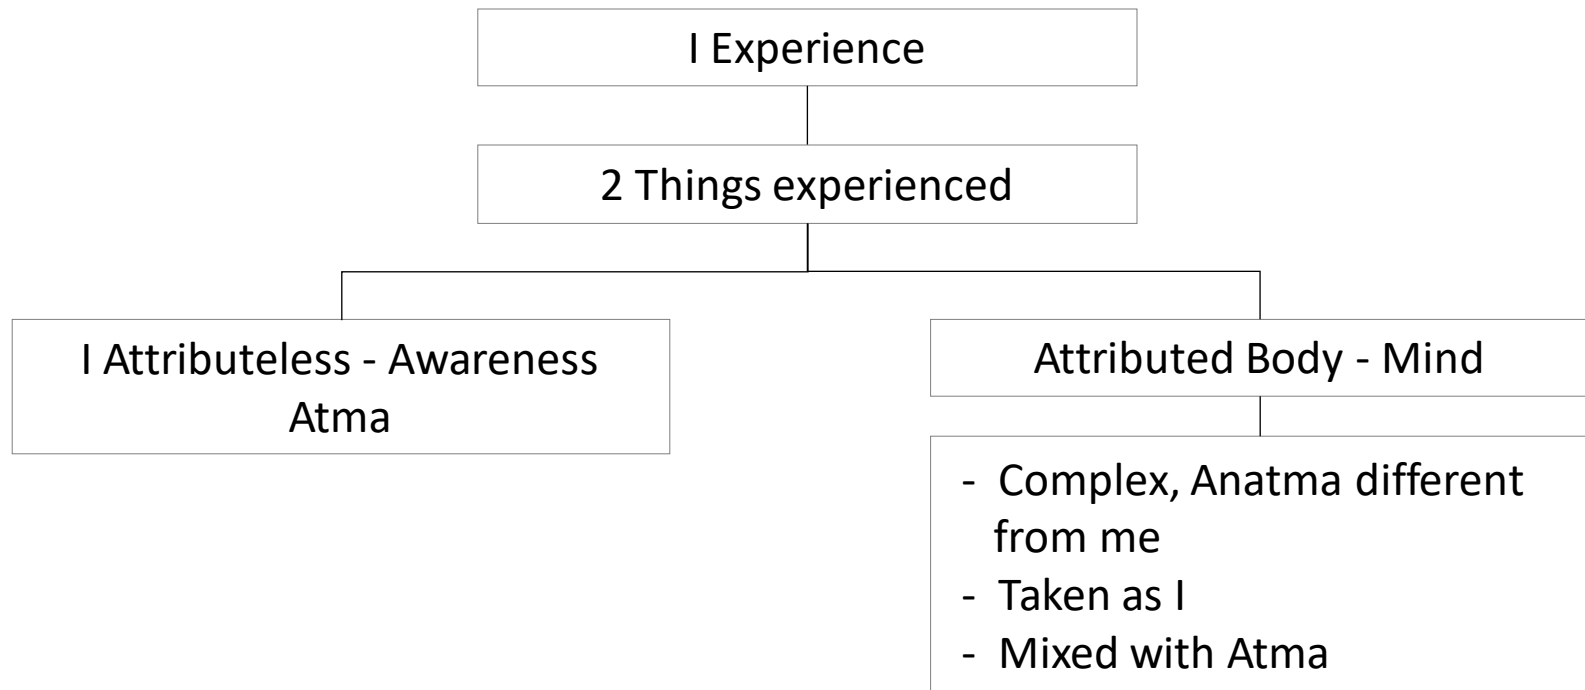 I Experience
2 Things experienced
I Attributeless - Awareness
Atma
Attributed Body - Mind
- Complex, Anatma different
from me
- Taken as I
- Mixed with Atma